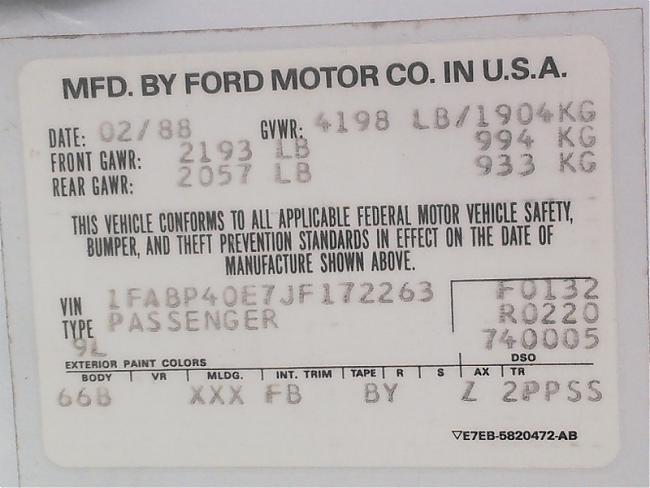 MFD. BY FORD MOTOR CO. IN U.S.A.
DATE: 02/88 GVWR: 4198 LB/1904KG
FRONT GAWR: 2193 LB 994 KG
REAR GAWR: 2057 LB 933 KG
THIS VEHICLE CONFORMS TO ALL APPLICABLE FEDERAL MOTOR VEHICLE SAFETY,
BUMPER, AND THEFT PREVENTION STANDARDS IN EFFECT ON THE DATE OF
MANUFACTURE SHOWN ABOVE.
VIN 1FABP40E7JF172263 F0132
TYPE PASSENGER R0220
9L 740005
EXTERIOR PAINT COLORS DSO
BODY VR MLDG. INT. TRIM TAPE R S AX TR
66B XXX FB BY Z 2PPSS
▽E7EB-5820472-AB